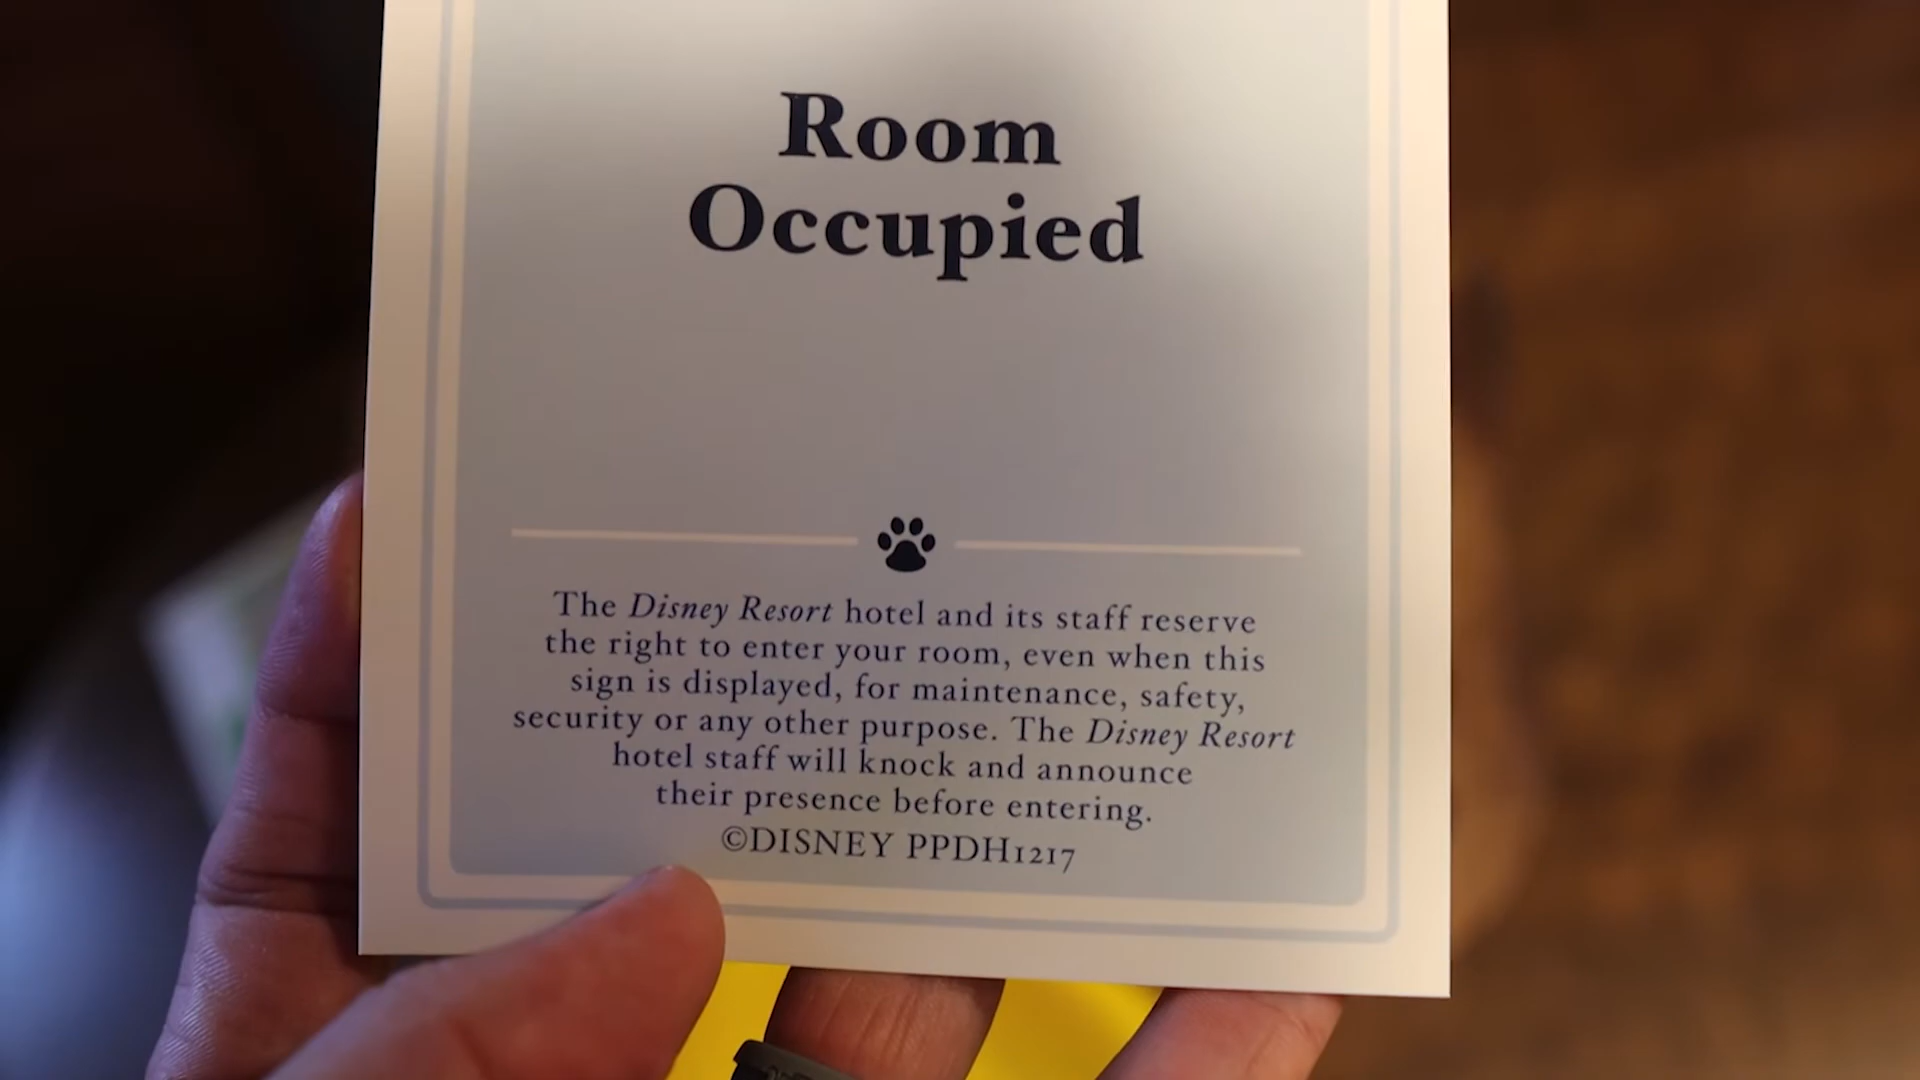 Room
Occupied
The Disney Resort hotel and its staff reserve
the right to enter your room, even when this
sign is displayed, for maintenance, safety,
security or any other purpose. The Disney Resort
hotel staff will knock and announce
their presence before entering.
©DISNEY PPDH1217